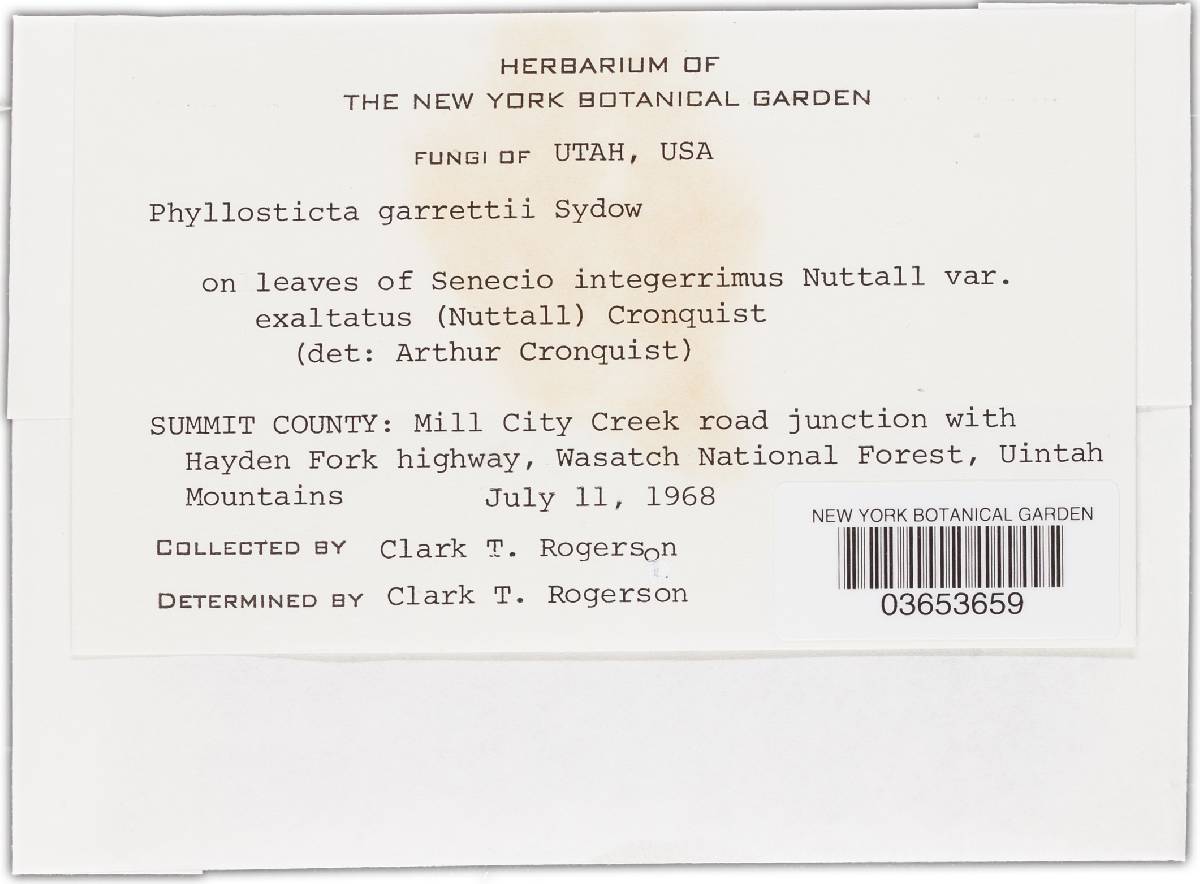 HERBARIUM OF
THE NEW YORK BOTANICAL GARDEN
FUNGI OF UTAH, USA
Phyllosticta garrettii Sydow
on leaves of Senecio integerrimus Nuttall var.
exaltatus (Nuttall) Cronquist
(det: Arthur Cronquist)
SUMMIT COUNTY: Mill City Creek road junction with
Hayden Fork highway, Wasatch National Forest, Uintah
Mountains July 11, 1968
COLLECTED BY Clark T. Rogerson
DETERMINED BY Clark T. Rogerson
NEW YORK BOTANICAL GARDEN
03653659